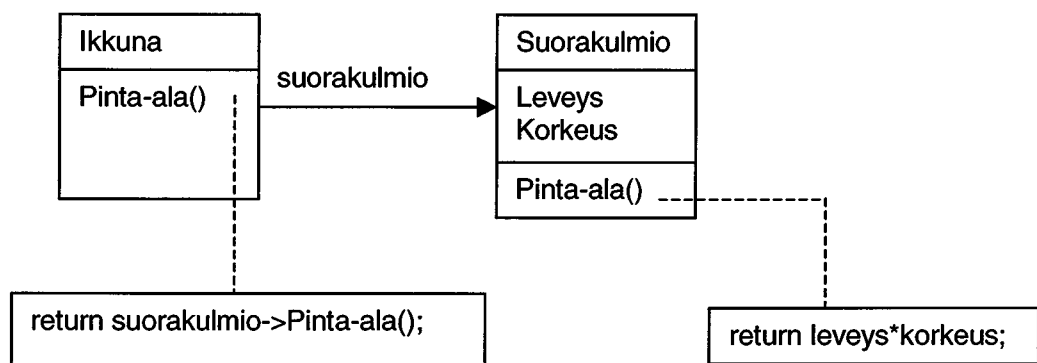 Ikkuna
Pinta-ala()
suorakulmio
Suorakulmio
Leveys
Korkeus
Pinta-ala()
return suorakulmio->Pinta-ala();
return leveys*korkeus;